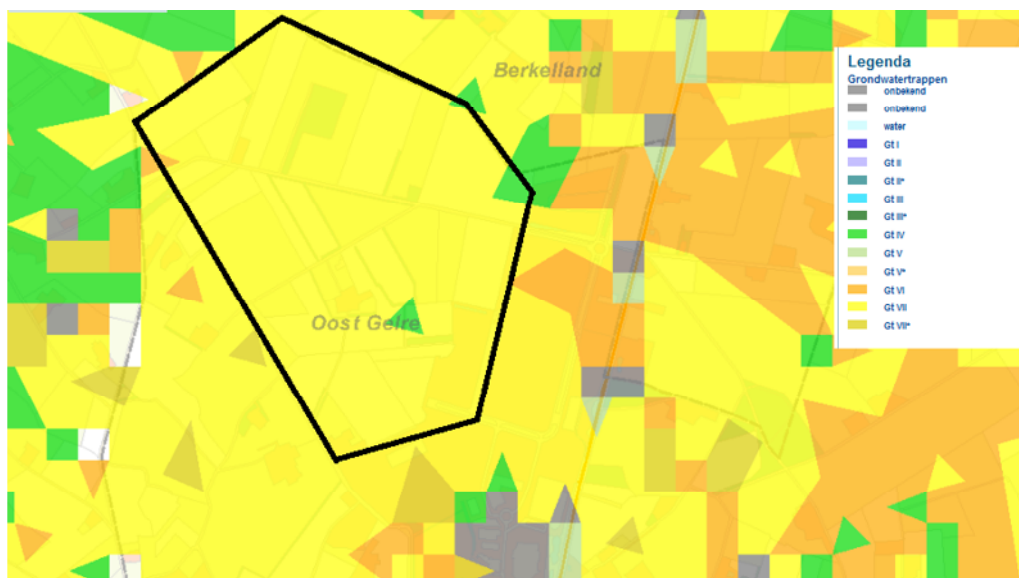 Berkelland
Oost Gelre
Legenda
Grondwatertrappen
onbekend
onbekend
water
Gt I
Gt II
Gt II*
Gt III
Gt III*
Gt IV
Gt V
Gt V*
Gt VI
Gt VII
Gt VII*